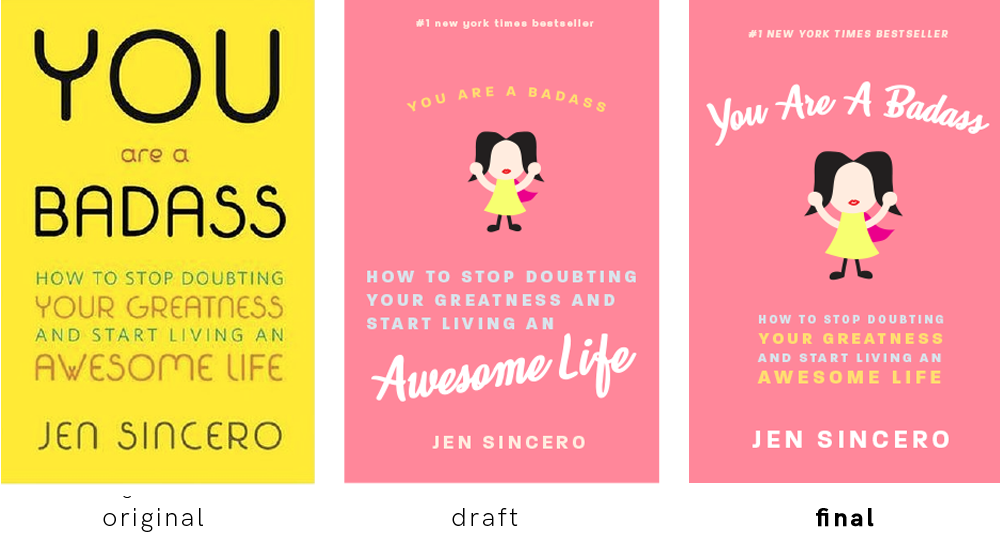 YOU
are a
BADASS
HOW TO STOP DOUBTING
YOUR GREATNESS
AND START LIVING AN
AWESOME LIFE
JEN SINCERO
original
#1 new york times bestseller
YOU ARE A BADASS
HOW TO STOP DOUBTING
YOUR GREATNESS AND
START LIVING AN
Awesome Life
JEN SINCERO
draft
#1 NEW YORK TIMES BESTSELLER
You Are A Badass
HOW TO STOP DOUBTING
YOUR GREATNESS
AND START LIVING AN
AWESOME LIFE
JEN SINCERO
final